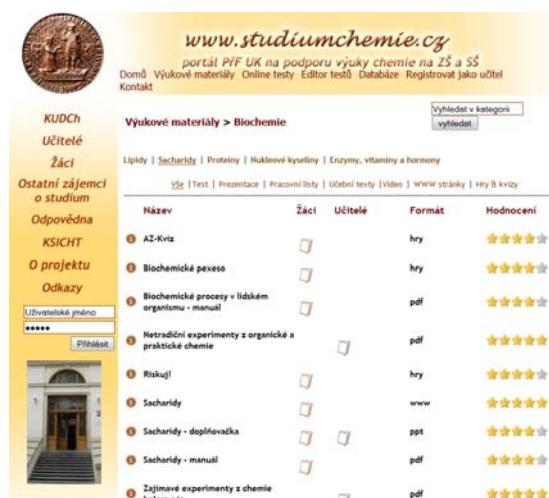 www.studiumchemie.cz
portál PřF UK na podporu výuky chemie na ZŠ a SŠ
Domů Výukové materiály Online testy Editor testů Databáze Registrovat jako učitel
Kontakt
KUDCh
Učitelé
Žáci
Ostatní zájemci
o studium
Odpovědna
KSICHT
O projektu
Odkazy
Uživatelské jméno
•••••
Přihlásit
Výukové materiály > Biochemie
Vyhledat v kategorii
vyhledat
Lipidy | Sacharidy | Proteiny | Nukleové kyseliny | Enzymy, vitaminy a hormony
Vše | Test | Prezentace | Pracovní listy | Učební texty | Video | WWW stránky | Hry & kvízy
Název Žáci Učitelé Formát Hodnocení
AZ-Kvíz hry
Biochemické pexeso hry
Biochemické procesy v lidském
organismu - manuál pdf
Netradiční experimenty z organické a
praktické chemie pdf
Riskuj! hry
Sacharidy www
Sacharidy - doplňovačka ppt
Sacharidy - manuál pdf
Zajímavé experimenty z chemie
pdf